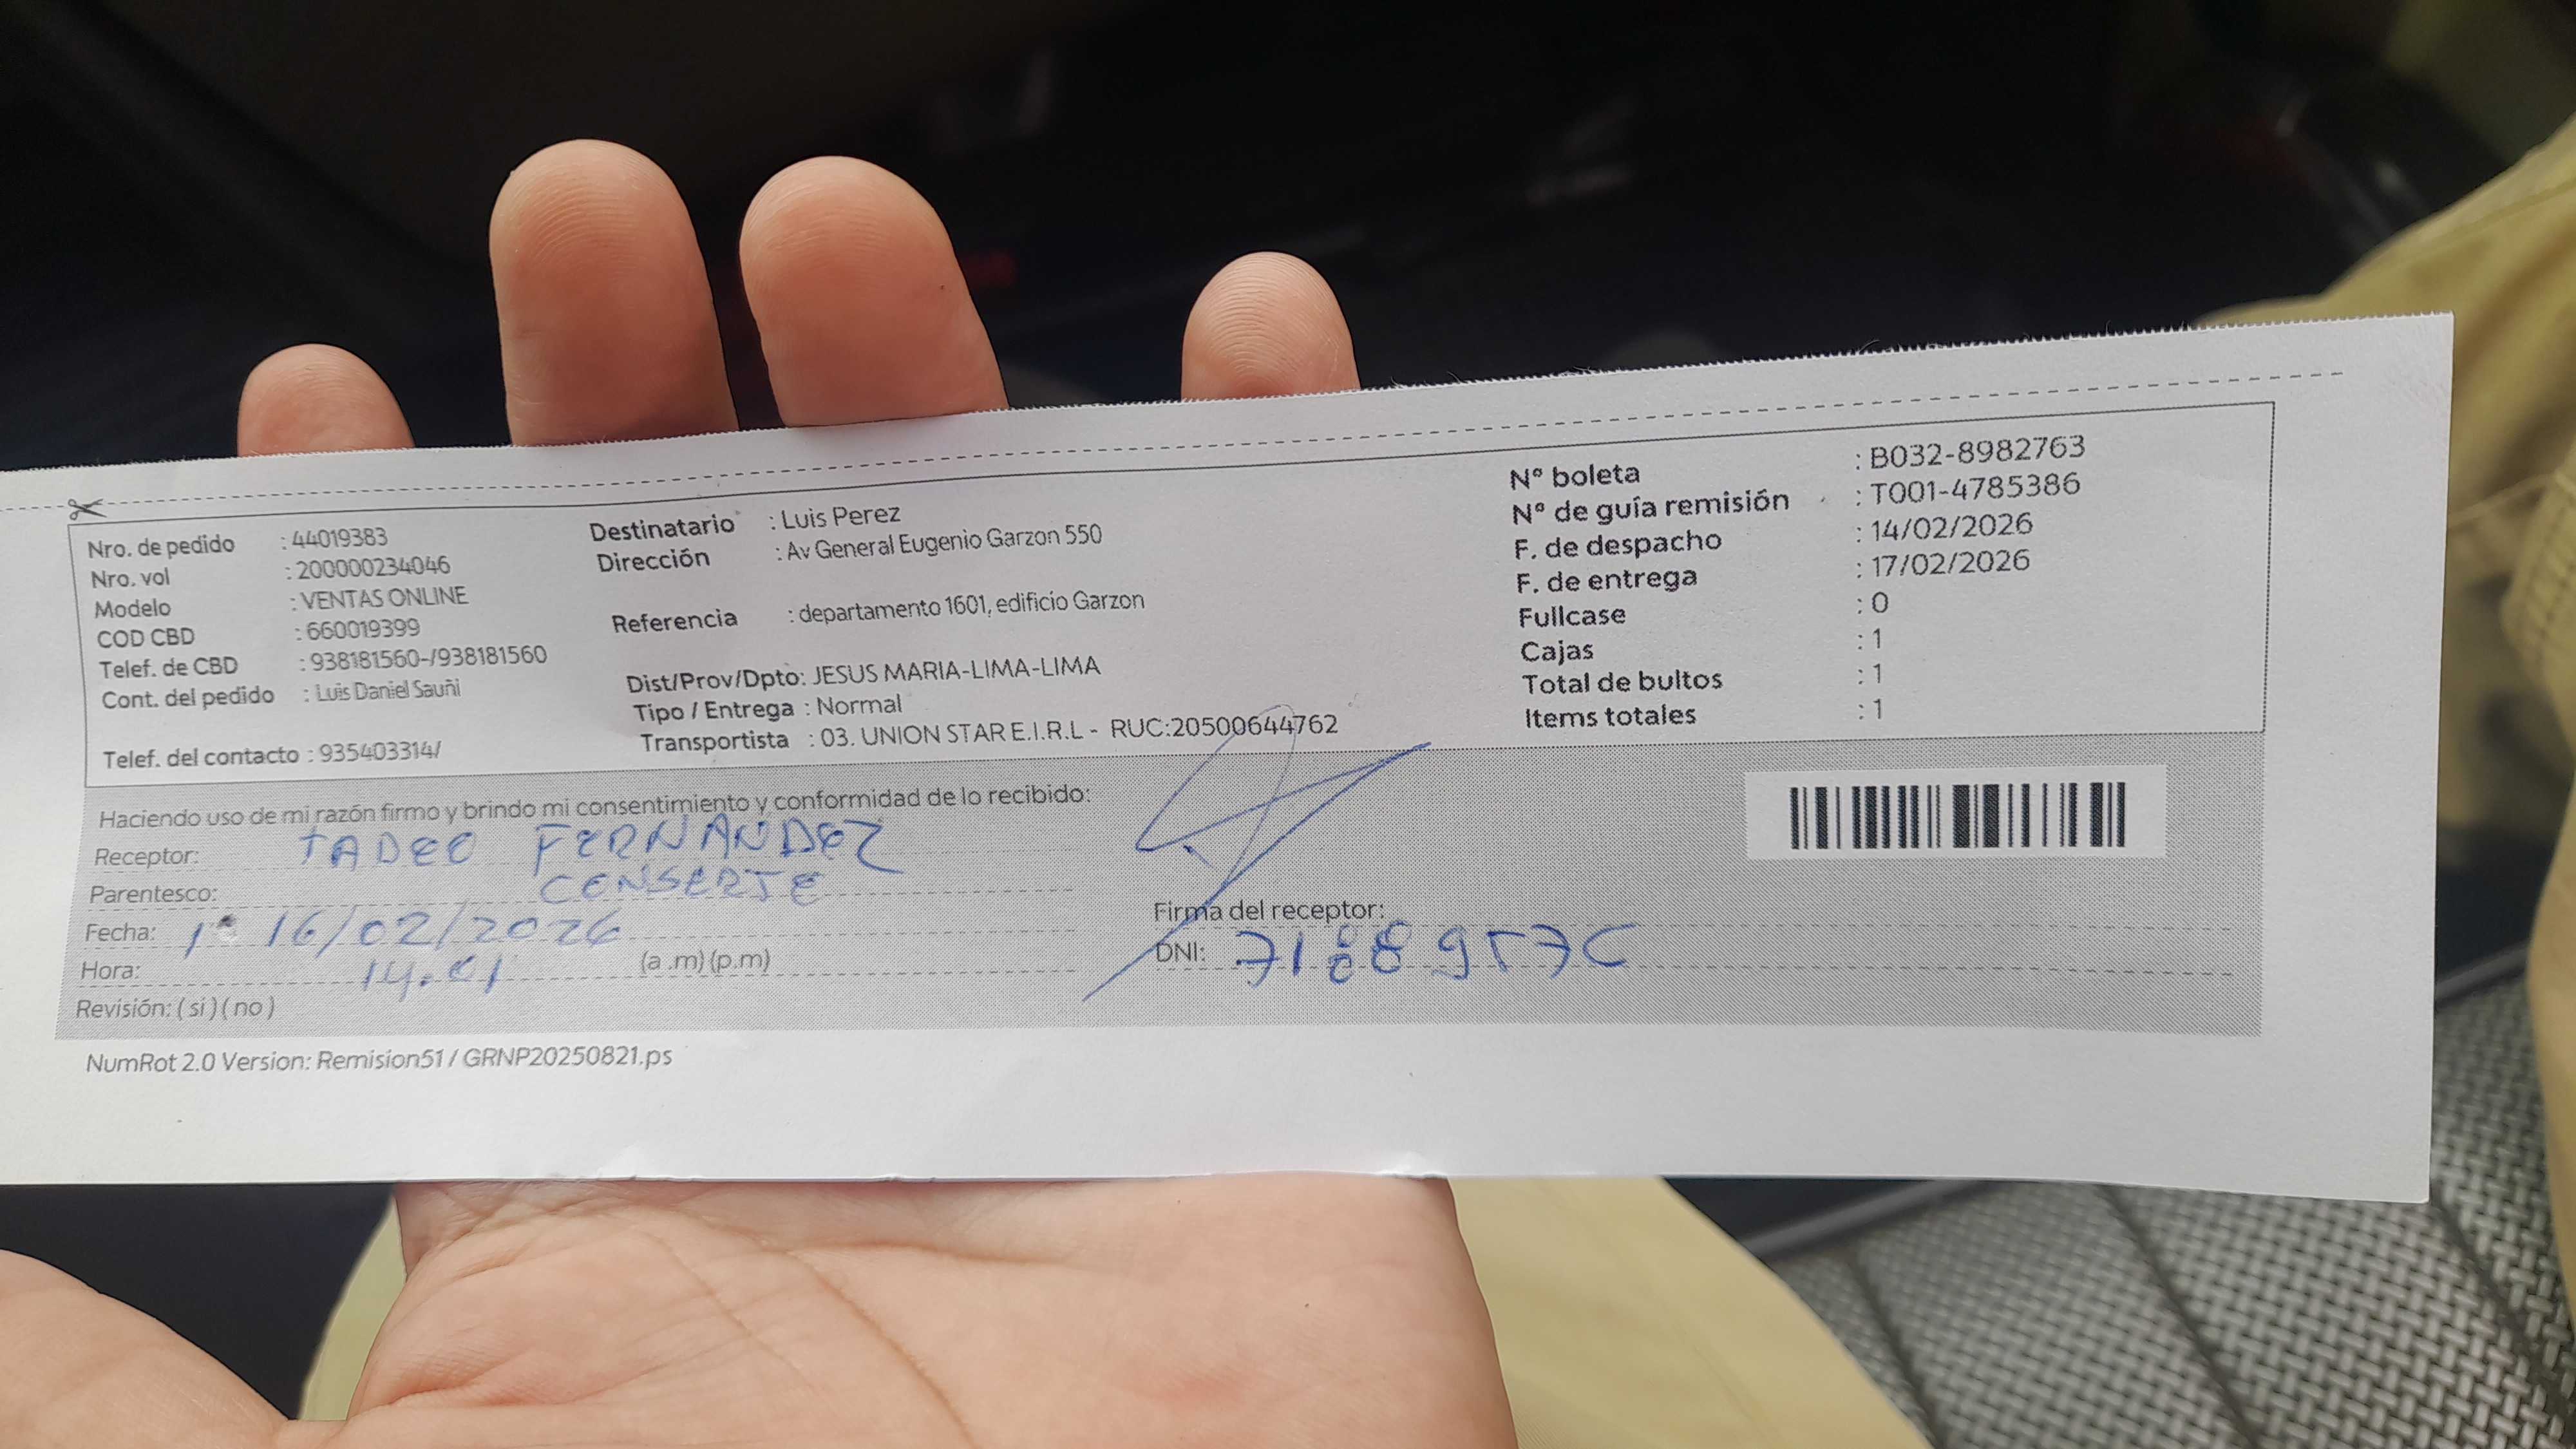 Nro. de pedido : 44019383
Nro. vol : 200000234046
Modelo : VENTAS ONLINE
COD CBD : 660019399
Telef. de CBD : 938181560-/938181560
Cont. del pedido : Luis Daniel Sauñi
Telef. del contacto : 935403314/
Destinatario : Luis Perez
Dirección : Av General Eugenio Garzon 550
Referencia : departamento 1601, edificio Garzon
Dist/Prov/Dpto: JESUS MARIA-LIMA-LIMA
Tipo / Entrega : Normal
Transportista : 03. UNION STAR E.I.R.L - RUC:20500644762
N° boleta : B032-8982763
N° de guía remisión : T001-4785386
F. de despacho : 14/02/2026
F. de entrega : 17/02/2026
Fullcase : 0
Cajas : 1
Total de bultos : 1
Items totales : 1
Haciendo uso de mi razón firmo y brindo mi consentimiento y conformidad de lo recibido:
Receptor: TADEO FERNANDEZ
Parentesco: CONSERJE
Fecha: 16/02/2026
Hora: 14.01 (a .m) (p.m)
Revisión: ( si ) ( no )
Firma del receptor:
DNI:
NumRot 2.0 Version: Remision51 / GRNP20250821.ps